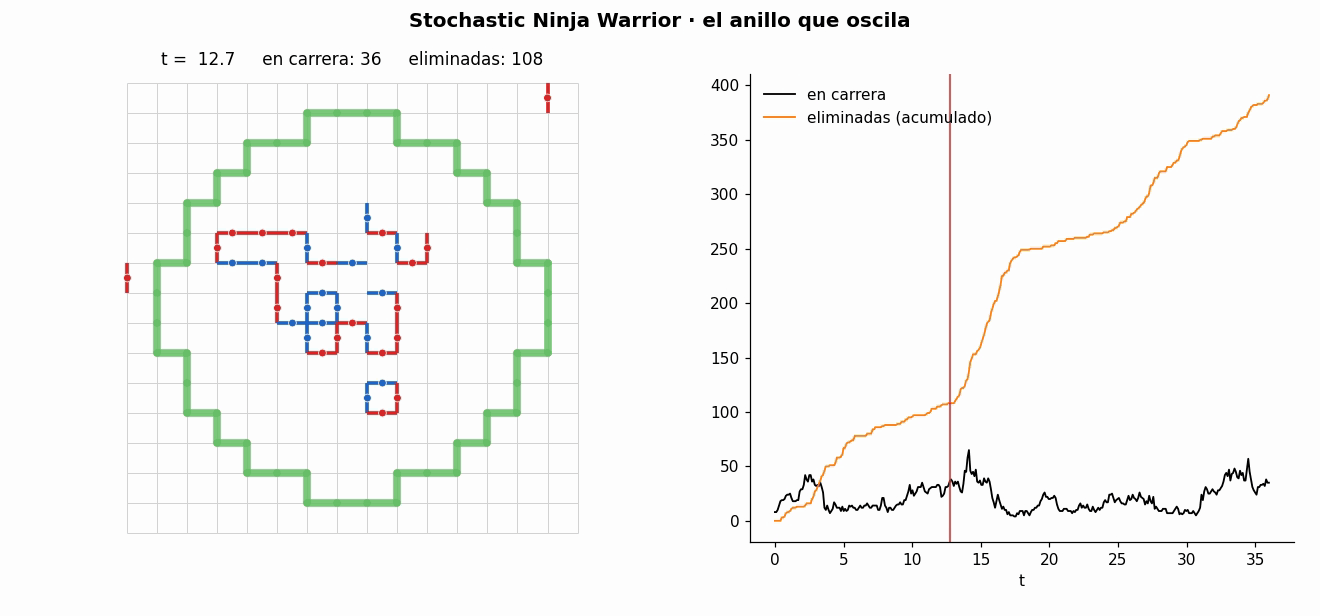 Stochastic Ninja Warrior · el anillo que oscila
t =  12.7     en carrera: 36     eliminadas: 108
en carrera
eliminadas (acumulado)
400
350
300
250
200
150
100
50
0
0 5 10 15 20 25 30 35
t